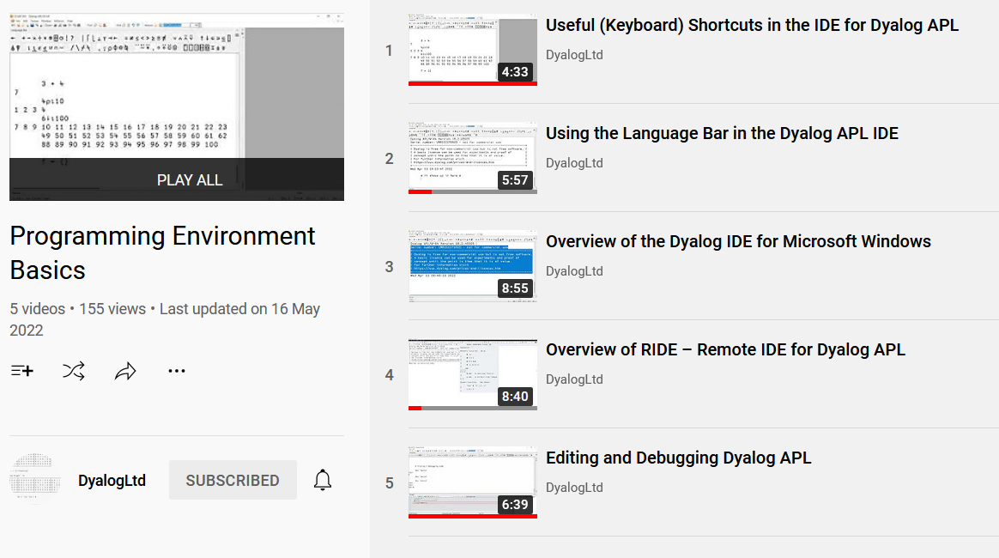 3 + 4
7
1 2 3 4
7 8 9 10 11 12 13 14 15 16 17 18 19 20 21 22 23
49 50 51 52 53 54 55 56 57 58 59 60 61 62
88 89 90 91 92 93 94 95 96 97 98 99 100
PLAY ALL
Programming Environment
Basics
5 videos • 155 views • Last updated on 16 May
2022
DyalogLtd
SUBSCRIBED
1
4:33
Useful (Keyboard) Shortcuts in the IDE for Dyalog APL
DyalogLtd
2
5:57
Using the Language Bar in the Dyalog APL IDE
DyalogLtd
3
8:55
Overview of the Dyalog IDE for Microsoft Windows
DyalogLtd
4
8:40
Overview of RIDE – Remote IDE for Dyalog APL
DyalogLtd
5
6:39
Editing and Debugging Dyalog APL
DyalogLtd